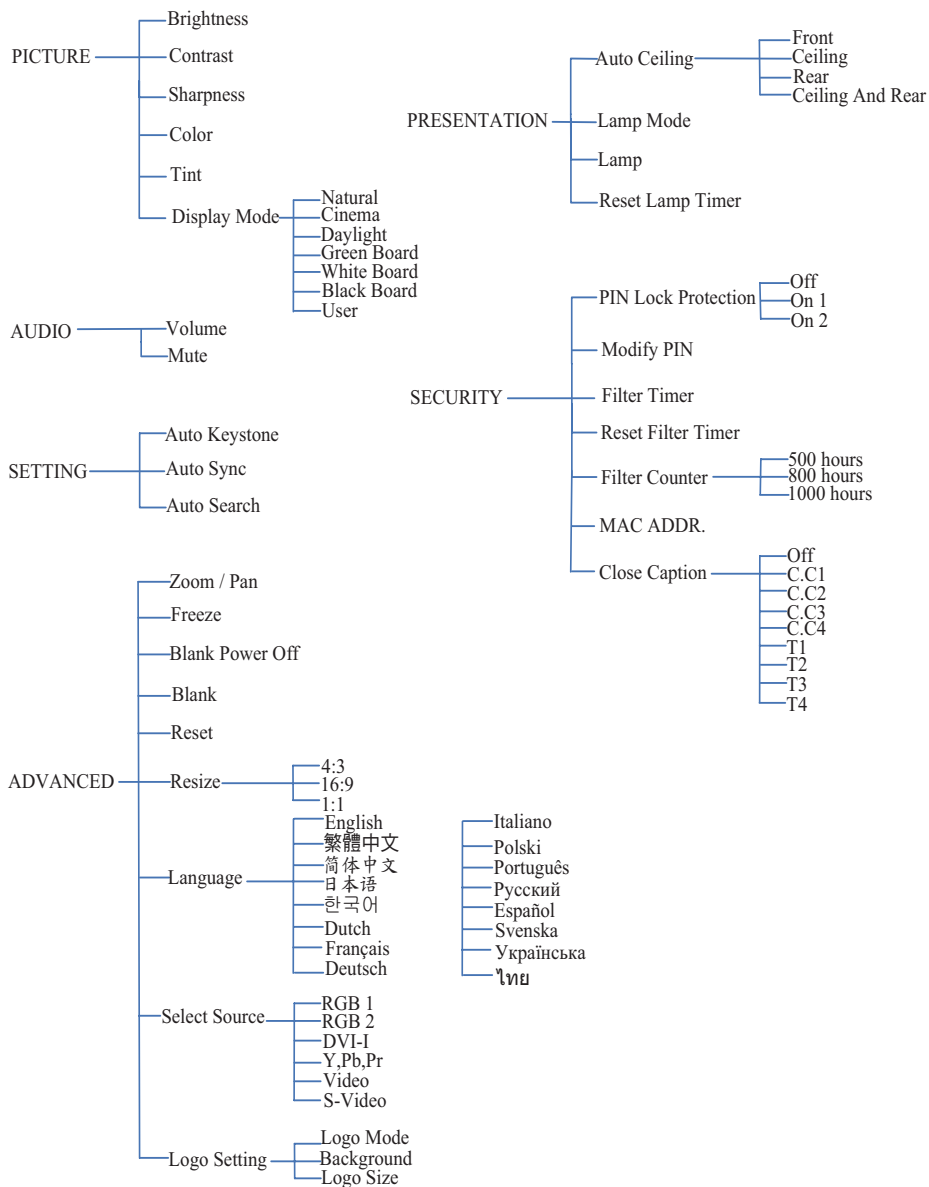 PICTURE
Brightness
Contrast
Sharpness
Color
Tint
Display Mode
Natural
Cinema
Daylight
Green Board
White Board
Black Board
User
AUDIO
Volume
Mute
SETTING
Auto Keystone
Auto Sync
Auto Search
ADVANCED
Zoom / Pan
Freeze
Blank Power Off
Blank
Reset
Resize
4:3
16:9
1:1
Language
English
繁體中文
简体中文
日本语
한국어
Dutch
Français
Deutsch
Italiano
Polski
Português
Русский
Español
Svenska
Українська
ไทย
Select Source
RGB 1
RGB 2
DVI-I
Y,Pb,Pr
Video
S-Video
Logo Setting
Logo Mode
Background
Logo Size
PRESENTATION
Auto Ceiling
Front
Ceiling
Rear
Ceiling And Rear
Lamp Mode
Lamp
Reset Lamp Timer
SECURITY
PIN Lock Protection
Off
On 1
On 2
Modify PIN
Filter Timer
Reset Filter Timer
Filter Counter
500 hours
800 hours
1000 hours
MAC ADDR.
Close Caption
Off
C.C1
C.C2
C.C3
C.C4
T1
T2
T3
T4